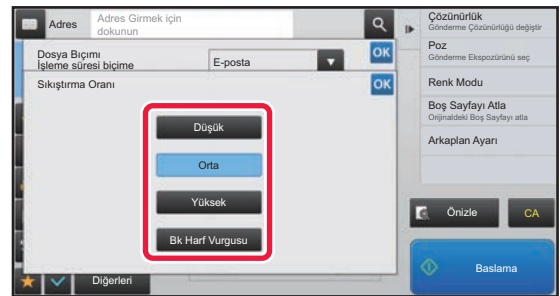 Adres
Adres Girmek için
dokunun
Dosya Bıçımı
İşleme süresi biçime
E-posta
OK
Sıkıştırma Oranı
OK
Düşük
Orta
Yüksek
Bk Harf Vurgusu
Diğerleri
Çözünürlük
Gönderme Çözünürlüğü değiştir
Poz
Gönderme Ekspozürünü seç
Renk Modu
Boş Sayfayı Atla
Orijinaldeki Boş Sayfayı atla
Arkaplan Ayarı
Önizle
CA
Baslama